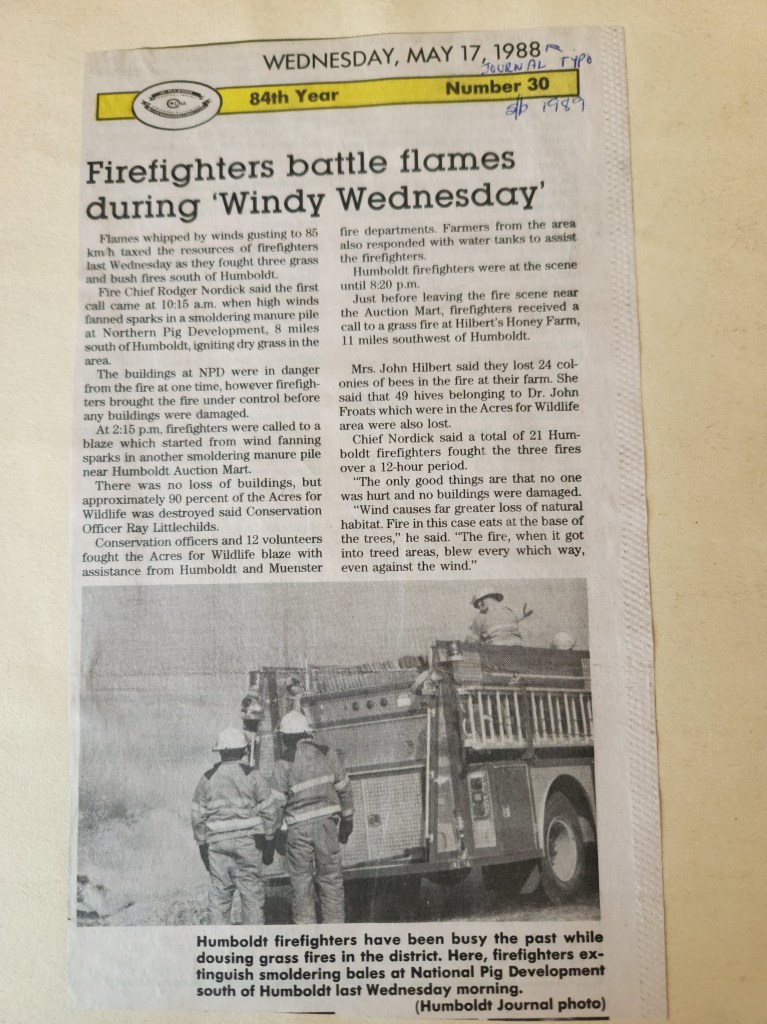 WEDNESDAY, MAY 17, 1988
JOURNAL TYPO
84th Year
Number 30
s/b 1989
Firefighters battle flames
during 'Windy Wednesday'
Flames whipped by winds gusting to 85
km/h taxed the resources of firefighters
last Wednesday as they fought three grass
and bush fires south of Humboldt.
Fire Chief Rodger Nordick said the first
call came at 10:15 a.m. when high winds
fanned sparks in a smoldering manure pile
at Northern Pig Development, 8 miles
south of Humboldt, igniting dry grass in the
area.
The buildings at NPD were in danger
from the fire at one time, however firefigh-
ters brought the fire under control before
any buildings were damaged.
At 2:15 p.m, firefighters were called to a
blaze which started from wind fanning
sparks in another smoldering manure pile
near Humboldt Auction Mart.
There was no loss of buildings, but
approximately 90 percent of the Acres for
Wildlife was destroyed said Conservation
Officer Ray Littlechilds.
Conservation officers and 12 volunteers
fought the Acres for Wildlife blaze with
assistance from Humboldt and Muenster
fire departments. Farmers from the area
also responded with water tanks to assist
the firefighters.
Humboldt firefighters were at the scene
until 8:20 p.m.
Just before leaving the fire scene near
the Auction Mart, firefighters received a
call to a grass fire at Hilbert's Honey Farm,
11 miles southwest of Humboldt.
Mrs. John Hilbert said they lost 24 col-
onies of bees in the fire at their farm. She
said that 49 hives belonging to Dr. John
Froats which were in the Acres for Wildlife
area were also lost.
Chief Nordick said a total of 21 Hum-
boldt firefighters fought the three fires
over a 12-hour period.
"The only good things are that no one
was hurt and no buildings were damaged.
"Wind causes far greater loss of natural
habitat. Fire in this case eats at the base of
the trees," he said. "The fire, when it got
into treed areas, blew every which way,
even against the wind."
Humboldt firefighters have been busy the past while
dousing grass fires in the district. Here, firefighters ex-
tinguish smoldering bales at National Pig Development
south of Humboldt last Wednesday morning.
(Humboldt Journal photo)